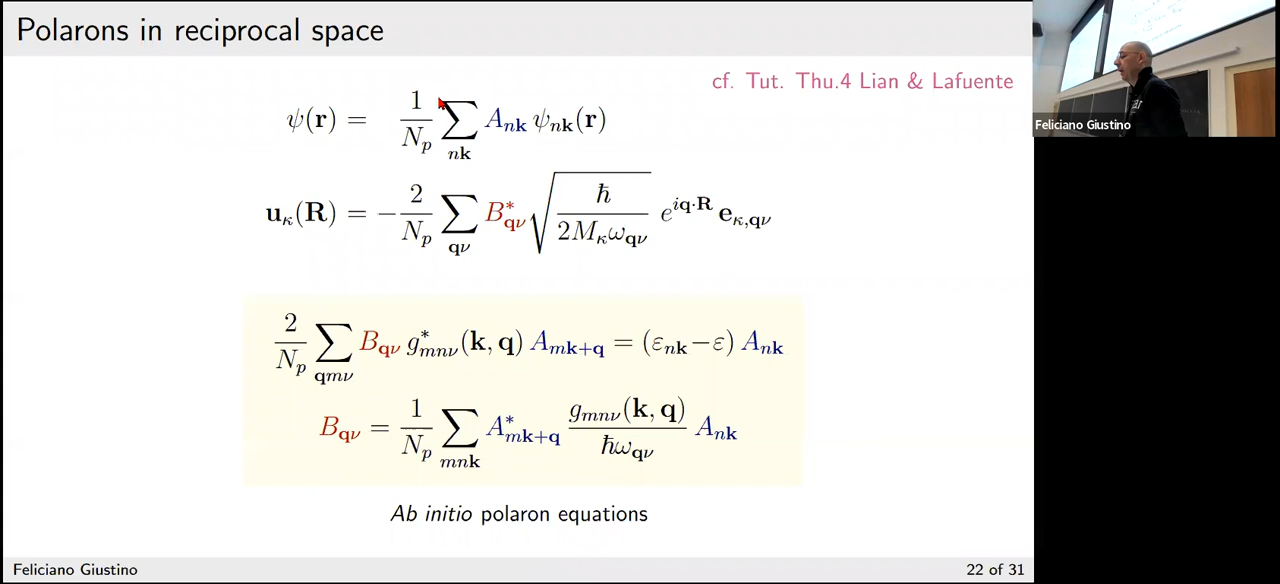 Polarons in reciprocal space
cf. Tut. Thu.4 Lian & Lafuente
ψ(r) = 1/N_p ∑_{nk} A_{nk} ψ_{nk}(r)
u_κ(R) = −2/N_p ∑_{qν} B*_{qν} √(ħ/2M_κω_{qν}) e^{iq·R} e_{κ,qν}
2/N_p ∑_{qmν} B_{qν} g*_{mnν}(k,q) A_{mk+q} = (ε_{nk}−ε) A_{nk}
B_{qν} = 1/N_p ∑_{mnk} A*_{mk+q} g_{mnν}(k,q)/ħω_{qν} A_{nk}
Ab initio polaron equations
Feliciano Giustino
22 of 31
Feliciano Giustino